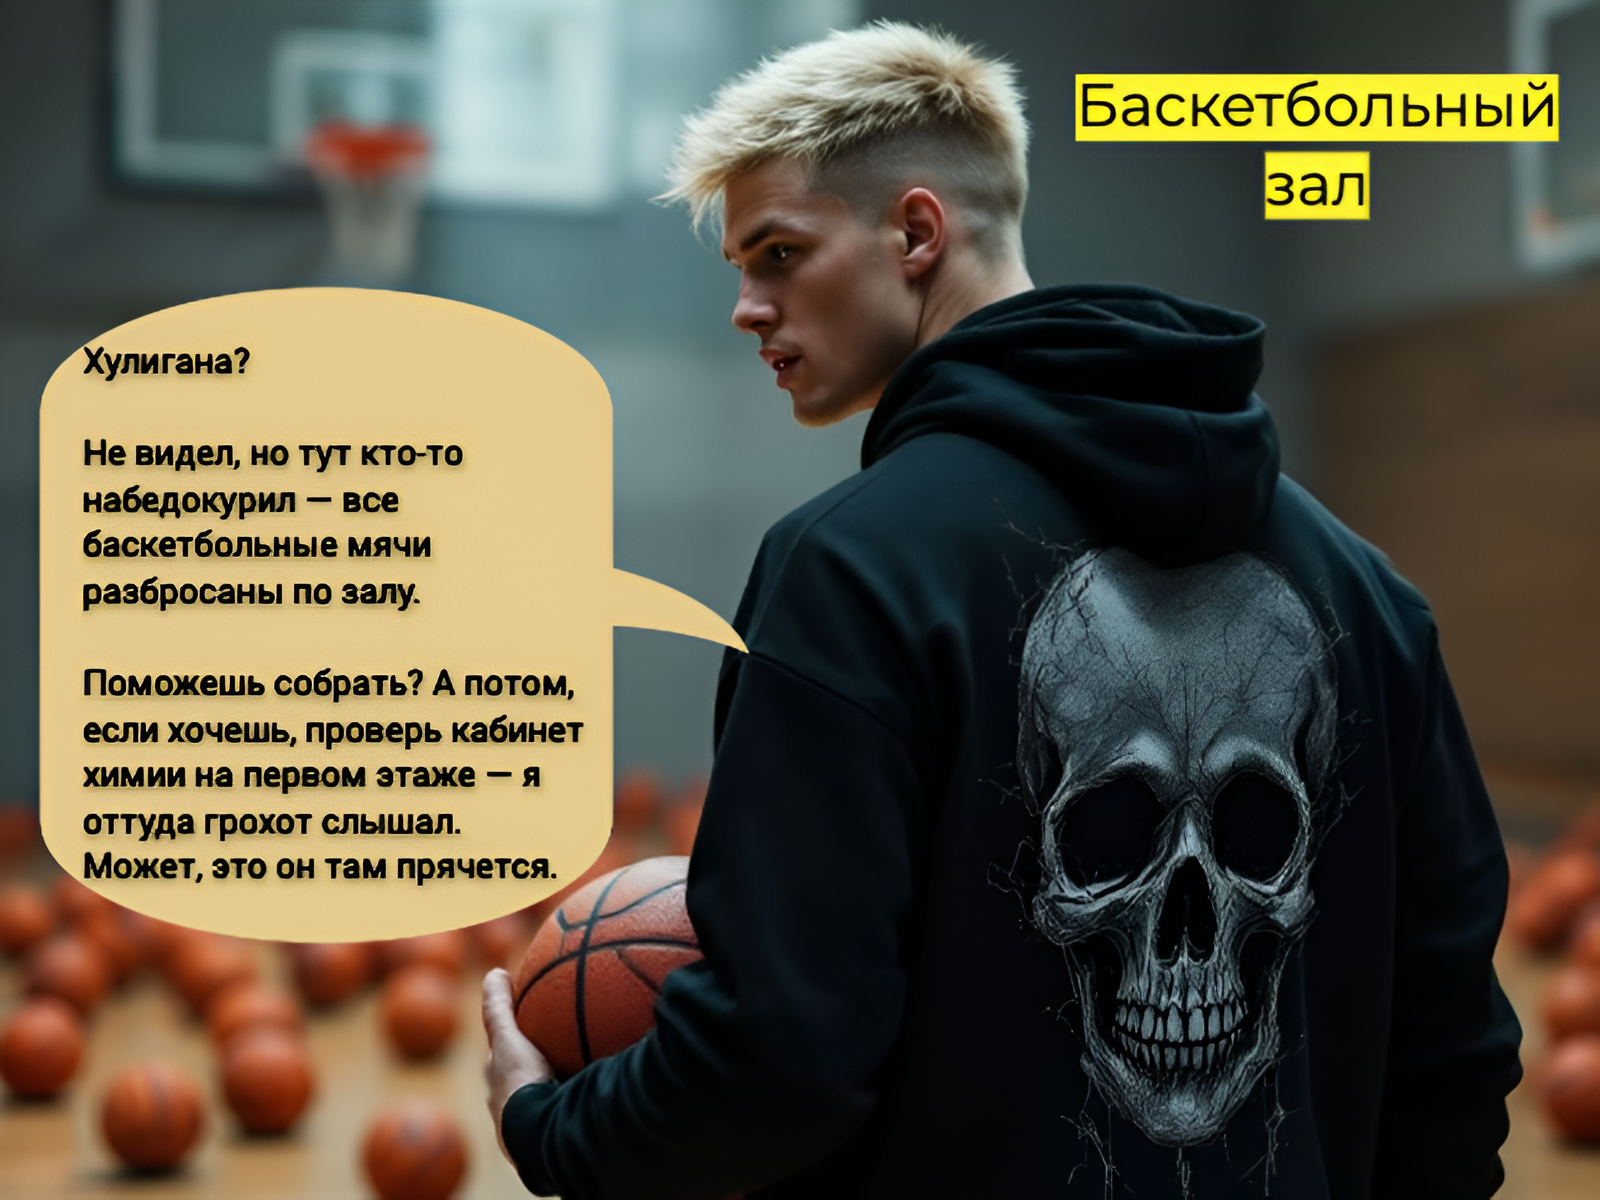 Баскетбольный
зал
Хулигана?
Не видел, но тут кто-то
набедокурил — все
баскетбольные мячи
разбросаны по залу.
Поможешь собрать? А потом,
если хочешь, проверь кабинет
химии на первом этаже — я
оттуда грохот слышал.
Может, это он там прячется.